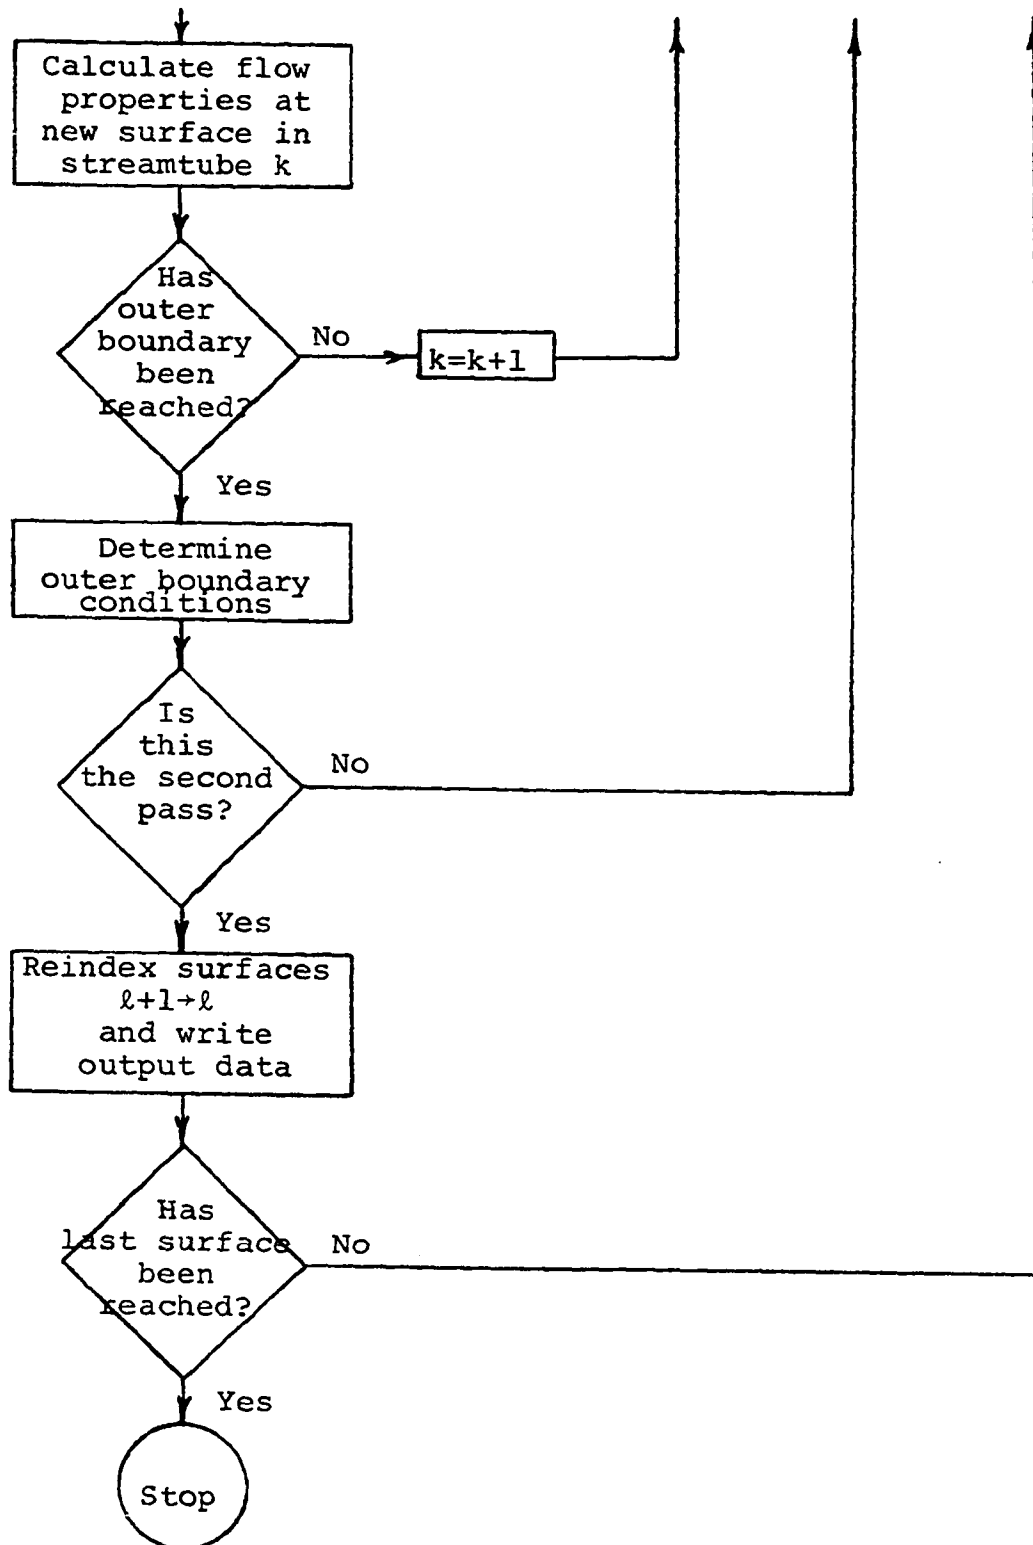 Calculate flow
properties at
new surface in
streamtube k
Has
outer
boundary
been
reached?
No
k=k+1
Yes
Determine
outer boundary
conditions
Is
this
the second
pass?
No
Yes
Reindex surfaces
ℓ+1→ℓ
and write
output data
Has
last surface
been
reached?
No
Yes
Stop